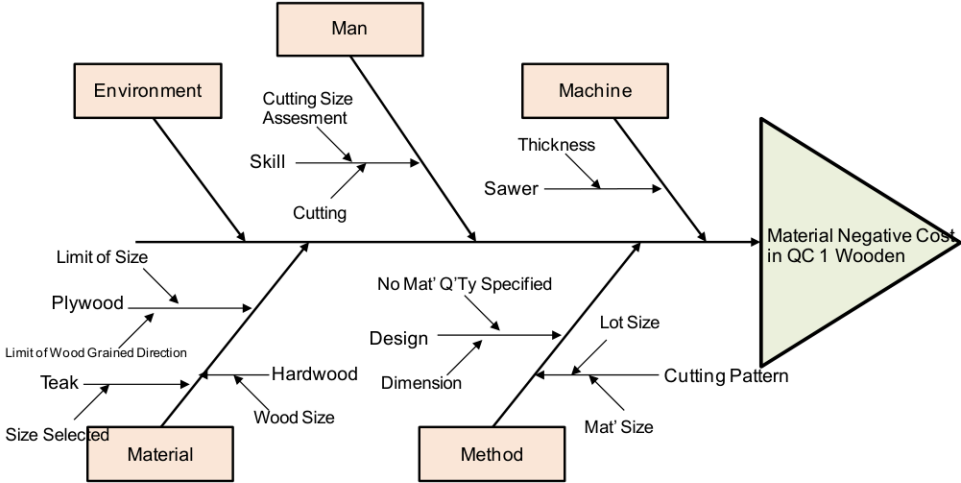 Man
Environment
Machine
Cutting Size
Assesment
Thickness
Skill
Sawer
Cutting
Material Negative Cost
in QC 1 Wooden
Limit of Size
No Mat' Q'Ty Specified
Plywood
Lot Size
Design
Limit of Wood Grained Direction
Teak
Hardwood
Dimension
Cutting Pattern
Wood Size
Mat' Size
Size Selected
Material
Method